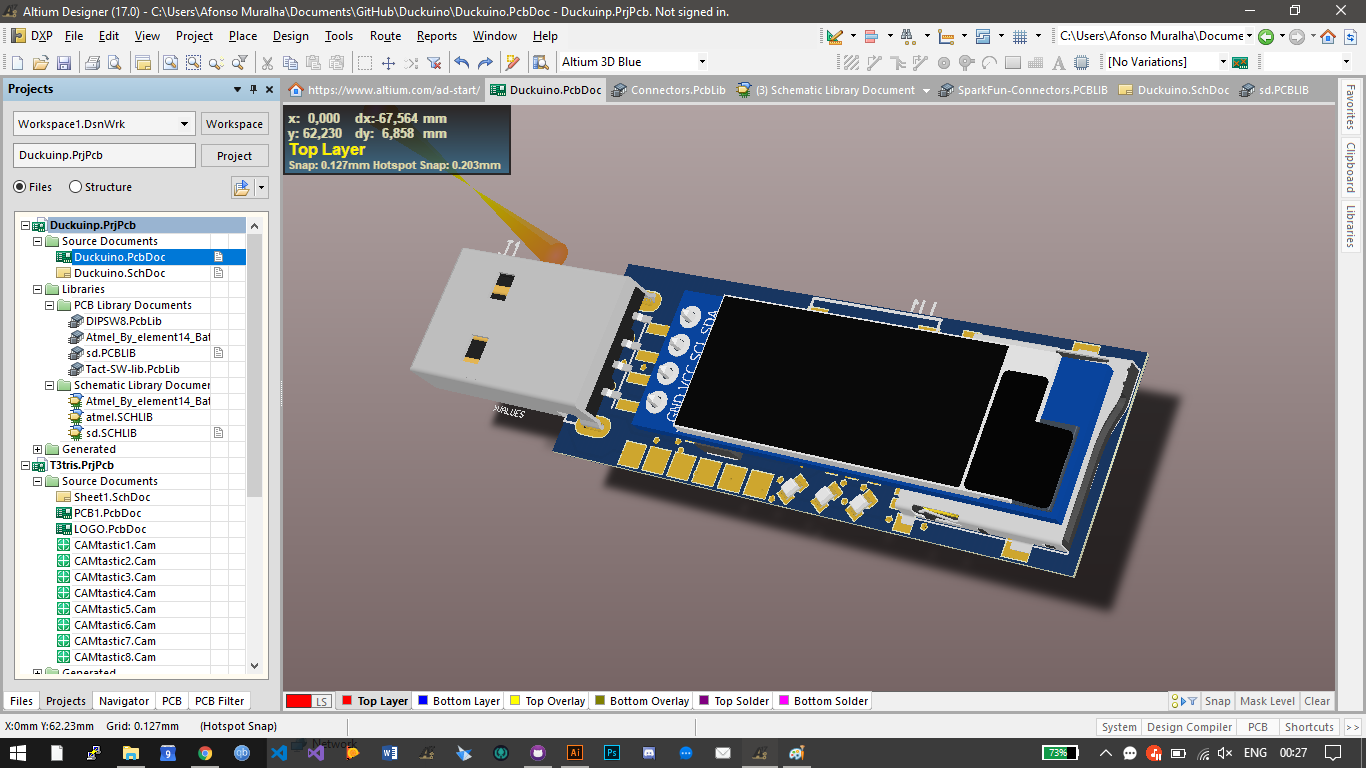 Altium Designer (17.0) - C:\Users\Afonso Muralha\Documents\GitHub\Duckuino\Duckuino.PcbDoc - Duckuinp.PrjPcb. Not signed in.
DXP File Edit View Project Place Design Tools Route Reports Window Help C:\Users\Afonso Muralha\Docume
Altium 3D Blue [No Variations]
Projects
https://www.altium.com/ad-start/ Duckuino.PcbDoc Connectors.PcbLib (3) Schematic Library Document SparkFun-Connectors.PCBLIB Duckuino.SchDoc sd.PCBLIB
Workspace1.DsnWrk Workspace
Duckuinp.PrjPcb Project
Files Structure
Duckuinp.PrjPcb
Source Documents
Duckuino.PcbDoc
Duckuino.SchDoc
Libraries
PCB Library Documents
DIPSW8.PcbLib
Atmel_By_element14_Bat
sd.PCBLIB
Tact-SW-lib.PcbLib
Schematic Library Documer
Atmel_By_element14_Bat
atmel.SCHLIB
sd.SCHLIB
Generated
T3tris.PrjPcb
Source Documents
Sheet1.SchDoc
PCB1.PcbDoc
LOGO.PcbDoc
CAMtastic1.Cam
CAMtastic2.Cam
CAMtastic3.Cam
CAMtastic4.Cam
CAMtastic5.Cam
CAMtastic6.Cam
CAMtastic7.Cam
CAMtastic8.Cam
Generated
Files Projects Navigator PCB PCB Filter
x: 0,000 dx:-67,564 mm
y: 62,230 dy: 6,858 mm
Top Layer
Snap: 0.127mm Hotspot Snap: 0.203mm
GND VCC SCL SDA
Favorites
Clipboard
Libraries
LS Top Layer Bottom Layer Top Overlay Bottom Overlay Top Solder Bottom Solder Snap Mask Level Clear
X:0mm Y:62.23mm Grid: 0.127mm (Hotspot Snap) System Design Compiler PCB Shortcuts >>
Network
73% ENG 00:27